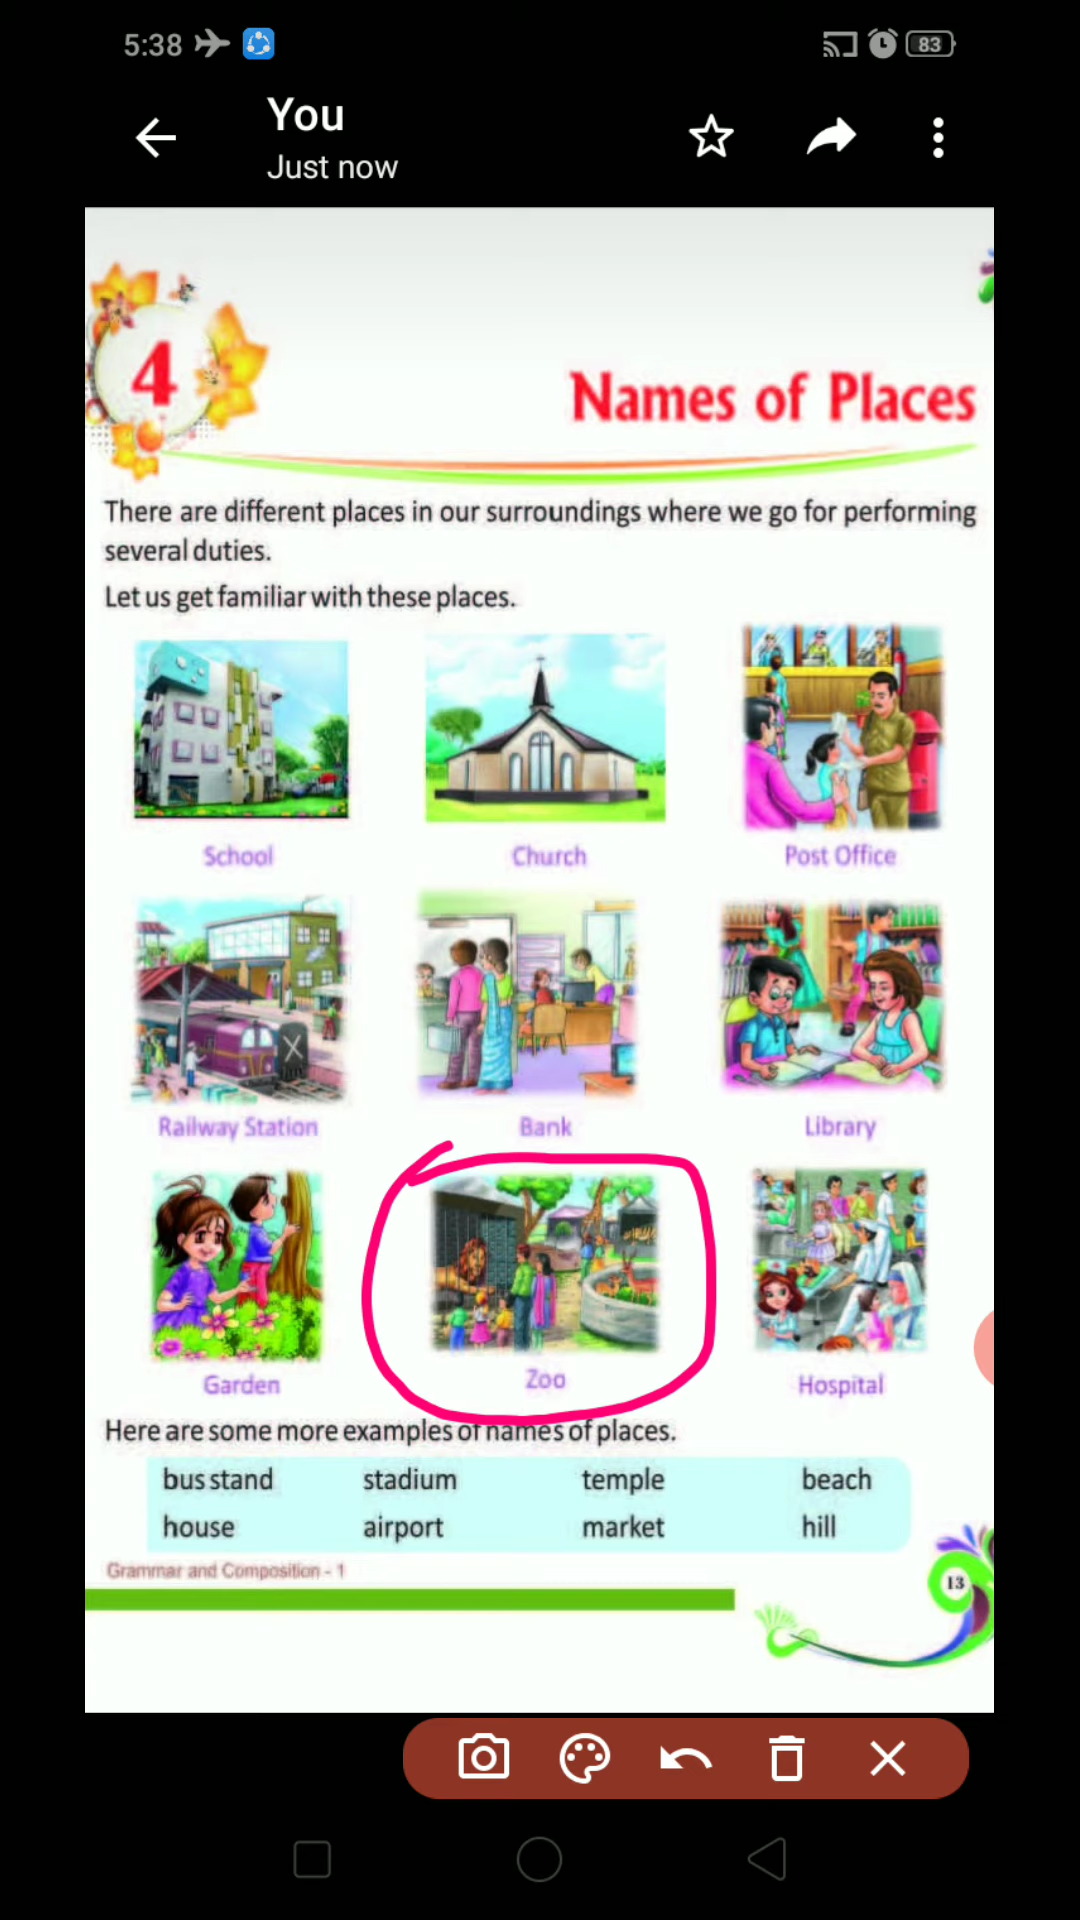 5:38
83
You
Just now
4
Names of Places
There are different places in our surroundings where we go for performing
several duties.
Let us get familiar with these places.
School Church Post Office
Railway Station Bank Library
Garden Zoo Hospital
Here are some more examples of names of places.
bus stand stadium temple beach
house airport market hill
Grammar and Composition - 1
13